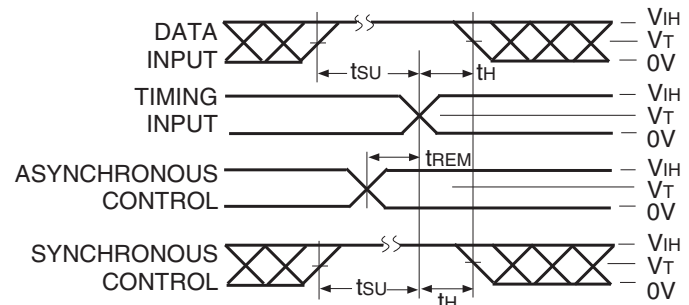 DATA INPUT
tSU
tH
VIH
VT
0V
TIMING INPUT
VIH
VT
0V
tREM
ASYNCHRONOUS CONTROL
VIH
VT
0V
SYNCHRONOUS CONTROL
tSU
tH
VIH
VT
0V